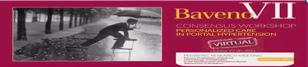 Baveno VII
CONSENSUS WORKSHOP
PERSONALIZED CARE
IN PORTAL HYPERTENSION
VIRTUAL